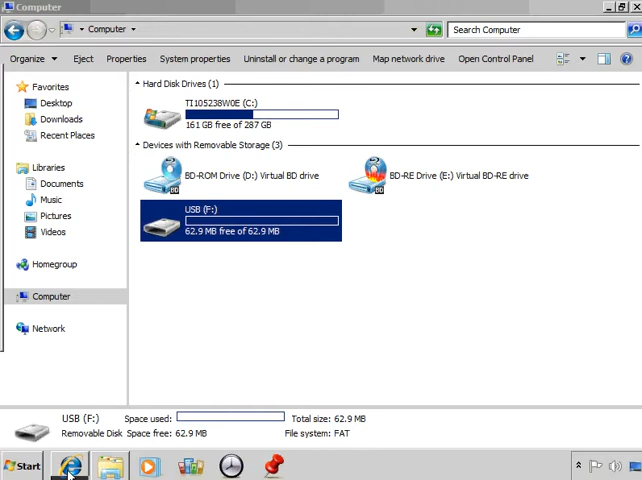 Computer
Computer
Search Computer
Organize Eject Properties System properties Uninstall or change a program Map network drive Open Control Panel
Favorites
Desktop
Downloads
Recent Places
Libraries
Documents
Music
Pictures
Videos
Homegroup
Computer
Network
Hard Disk Drives (1)
TI105238W0E (C:)
161 GB free of 287 GB
Devices with Removable Storage (3)
BD-ROM Drive (D:) Virtual BD drive
BD
BD-RE Drive (E:) Virtual BD-RE drive
BD
USB (F:)
62.9 MB free of 62.9 MB
USB (F:) Space used: Total size: 62.9 MB
Removable Disk Space free: 62.9 MB File system: FAT
Start